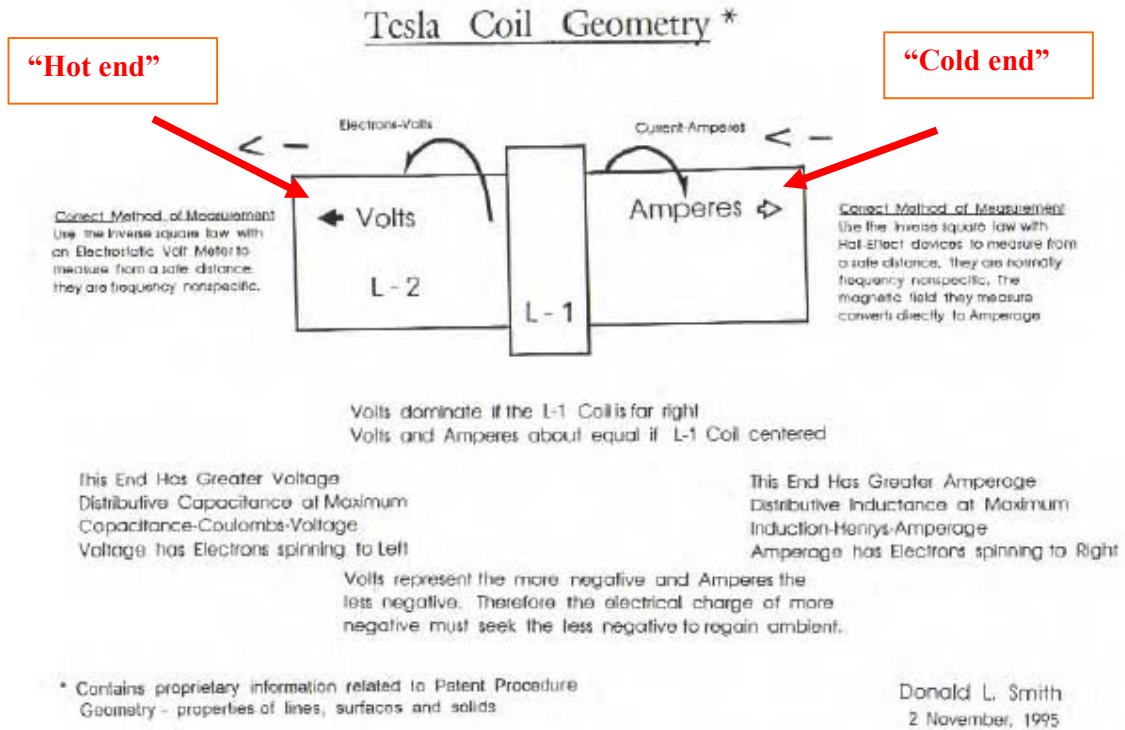 Tesla Coil Geometry *
“Hot end”
“Cold end”
Electrons-Volts
Current-Amperes
< -
< -
Correct Method of Measurement
Use the Inverse square law with
an Electrostatic Volt Meter to
measure from a safe distance.
they are frequency nonspecific.
Volts
L - 2
L - 1
Amperes
Correct Method of Measurement
Use the Inverse square law with
Hall-Effect devices to measure from
a safe distance. They are normally
frequency nonspecific. The
magnetic field they measure
converts directly to Amperage
Volts dominate if the L-1 Coil is far right
Volts and Amperes about equal if L-1 Coil centered
This End Has Greater Voltage
Distributive Capacitance at Maximum
Capacitance-Coulombs-Voltage
Voltage has Electrons spinning to Left
This End Has Greater Amperage
Distributive Inductance at Maximum
Induction-Henrys-Amperage
Amperage has Electrons spinning to Right
Volts represent the more negative and Amperes the
less negative. Therefore the electrical charge of more
negative must seek the less negative to regain ambient.
* Contains proprietary information related to Patent Procedure
Geometry - properties of lines, surfaces and solids
Donald L. Smith
2 November, 1995